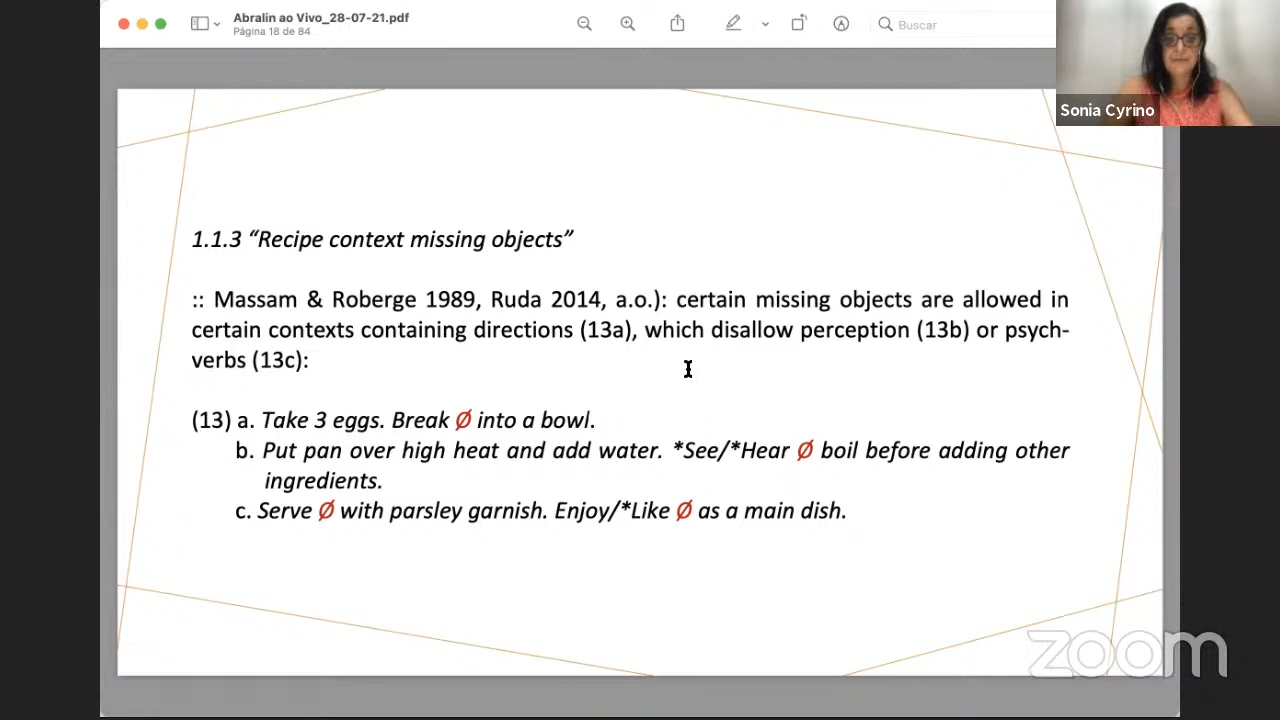 Abralin ao Vivo_28-07-21.pdf
Página 18 de 84
Buscar
Sonia Cyrino
1.1.3 “Recipe context missing objects”
:: Massam & Roberge 1989, Ruda 2014, a.o.): certain missing objects are allowed in
certain contexts containing directions (13a), which disallow perception (13b) or psych-
verbs (13c):
(13) a. Take 3 eggs. Break Ø into a bowl.
b. Put pan over high heat and add water. *See/*Hear Ø boil before adding other
ingredients.
c. Serve Ø with parsley garnish. Enjoy/*Like Ø as a main dish.
zoom